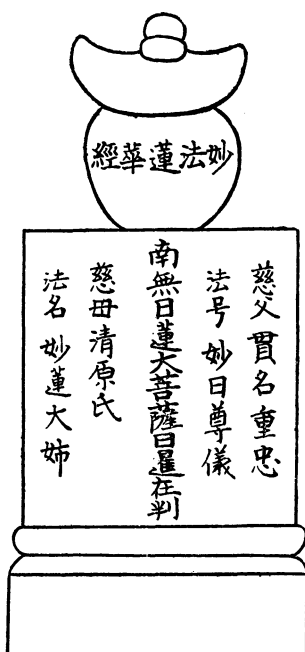 妙法蓮華經
慈父貫名重忠
法号妙日尊儀
南無日蓮大菩薩日暹在判
慈母清原氏
法名妙蓮大姉